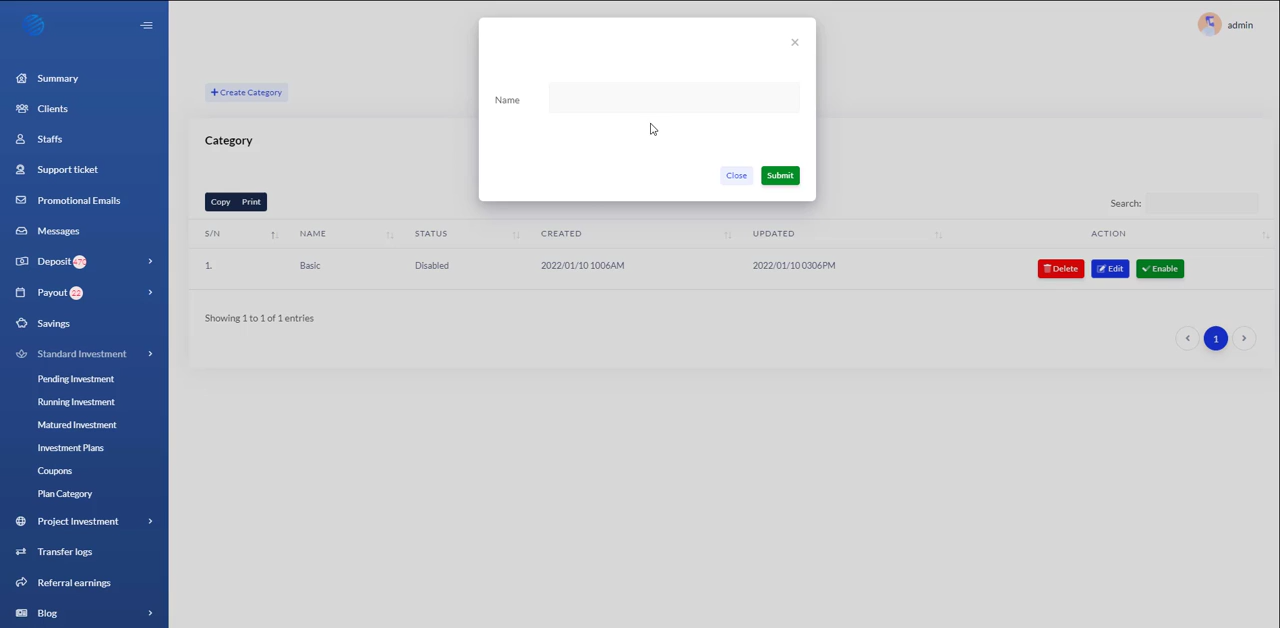 admin
Summary
Clients
Staffs
Support ticket
Promotional Emails
Messages
Deposit
Payout 22
Savings
Standard Investment
Pending Investment
Running Investment
Matured Investment
Investment Plans
Coupons
Plan Category
Project Investment
Transfer logs
Referral earnings
Blog
Name
Close Submit
+ Create Category
Category
Copy Print
Search:
S/N NAME STATUS CREATED UPDATED ACTION
1. Basic Disabled 2022/01/10 1006AM 2022/01/10 0306PM Delete Edit Enable
Showing 1 to 1 of 1 entries
1